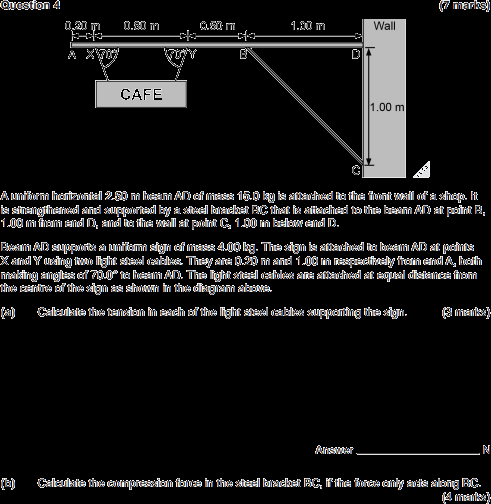 Question 4 (7 marks)
0.20 m 0.80 m 0.50 m 1.00 m Wall
A X 70° 70° Y B D
CAFE
1.00 m
C
A uniform horizontal 2.50 m beam AD of mass 15.0 kg is attached to the front wall of a shop. It
is strengthened and supported by a steel bracket BC that is attached to the beam AD at point B,
1.00 m from end D, and to the wall at point C, 1.00 m below end D.
Beam AD supports a uniform sign of mass 4.00 kg. The sign is attached to beam AD at points
X and Y using two light steel cables. They are 0.20 m and 1.00 m respectively from end A, both
making angles of 70.0° to beam AD. The light steel cables are attached at equal distance from
the centre of the sign as shown in the diagram above.
(a) Calculate the tension in each of the light steel cables supporting the sign. (3 marks)
Answer ____________________ N
(b) Calculate the compression force in the steel bracket BC, if the force only acts along BC.
(4 marks)